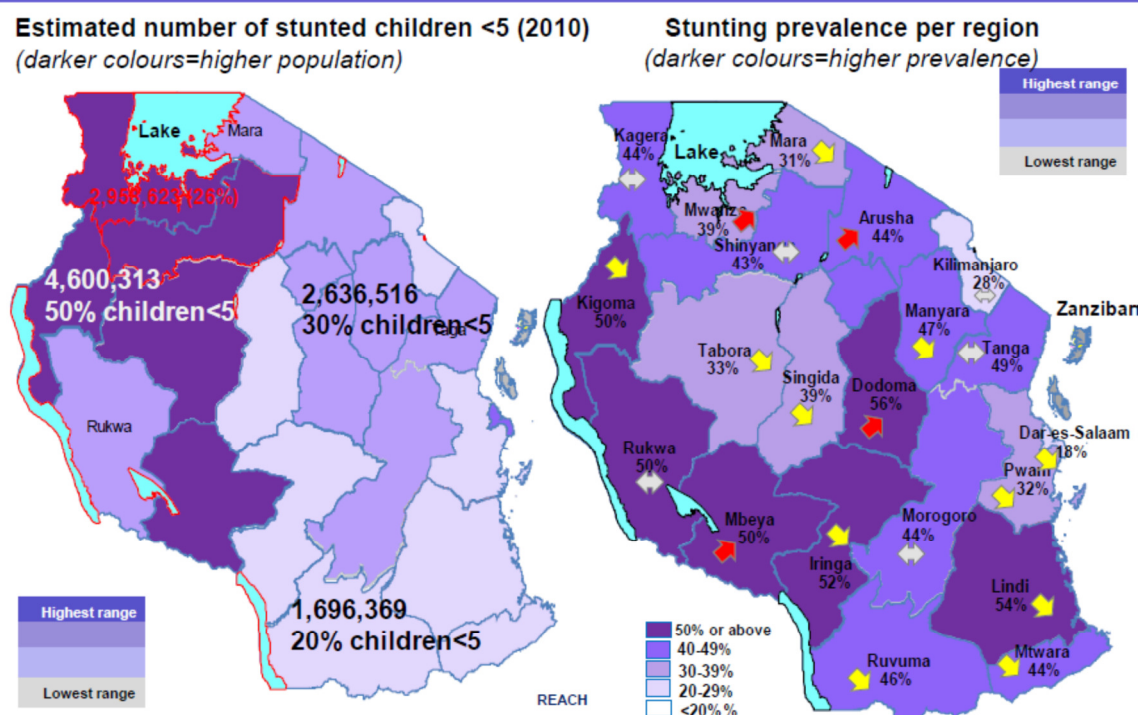 Estimated number of stunted children <5 (2010)
(darker colours=higher population)
Lake
Mara
2,958,623 (26%)
4,600,313
50% children<5
2,636,516
30% children<5
Rukwa
1,696,369
20% children<5
Highest range
Lowest range
REACH
Stunting prevalence per region
(darker colours=higher prevalence)
Highest range
Lowest range
Kagera
44%
Lake
Mara
31%
39%
Arusha
44%
Shinyan
43%
Kilimanjaro
28%
Kigoma
50%
Manyara
47%
Zanziban
Tanga
49%
Tabora
33%
Singida
39%
Dodoma
56%
Dar-es-Salaam
18%
Rukwa
50%
Pwani
32%
Mbeya
50%
Morogoro
44%
Iringa
52%
Lindi
54%
Mtwara
44%
Ruvuma
46%
50% or above
40-49%
30-39%
20-29%
<20% %